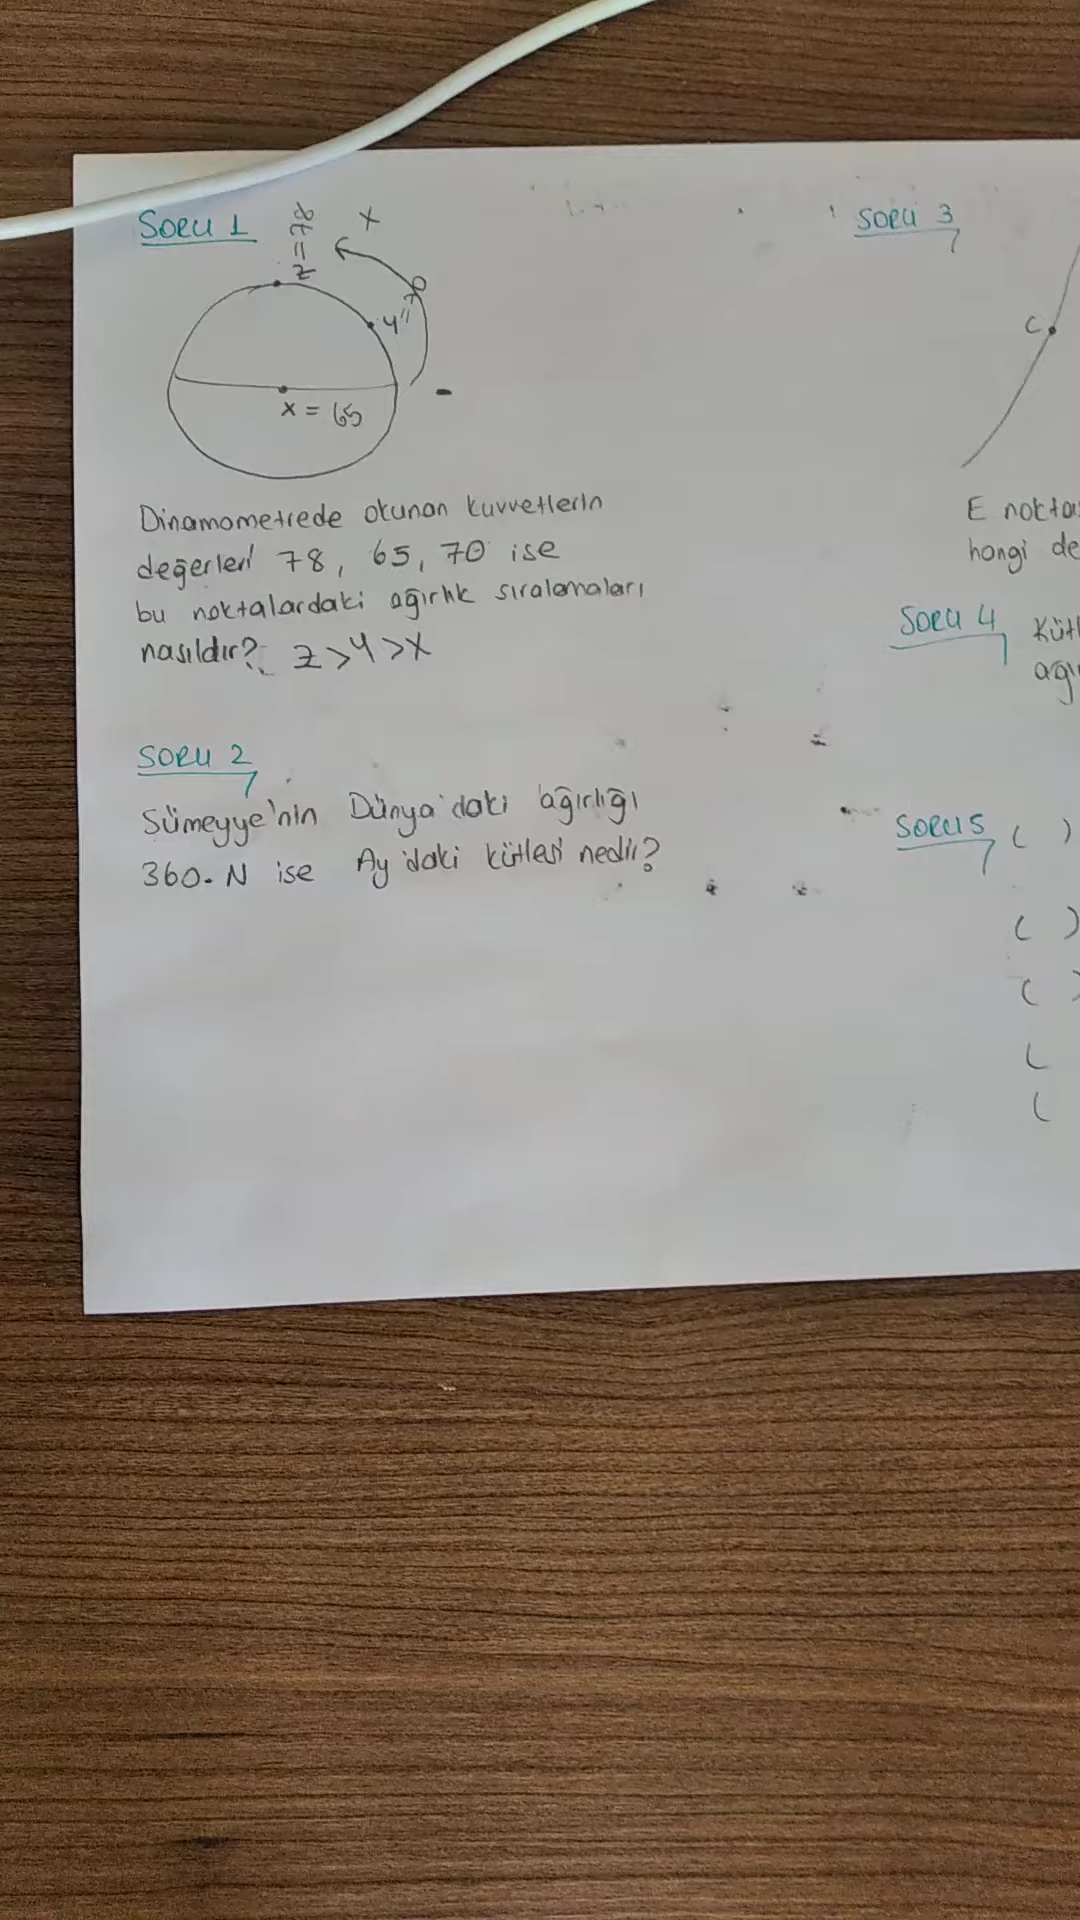 SORU 1
z = 78
x
y = 70
x = 65
Dinamometrede okunan kuvvetlerin
değerleri 78, 65, 70 ise
bu noktalardaki ağırlık sıralamaları
nasıldır? z > y > x
SORU 2
Sümeyye'nin Dünya'daki ağırlığı
360. N ise Ay'daki kütlesi nedir?
SORU 3
C
E nokta
hangi de
SORU 4 Kütl
ağı
SORU 5 ( )
( )
( )
(
(